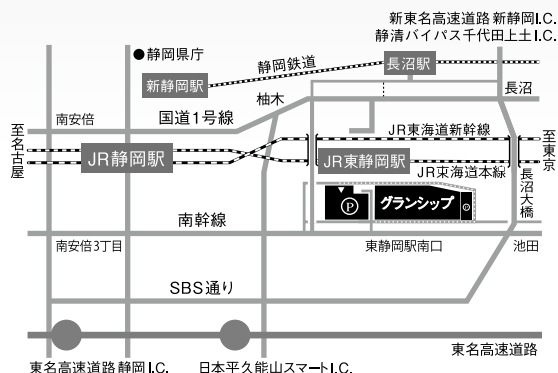 新東名高速道路 新静岡I.C.
静清バイパス千代田上土I.C.
●静岡県庁
静岡鉄道
長沼駅
新静岡駅
柚木
長沼
南安倍
国道1号線
至名古屋
JR静岡駅
JR東海道新幹線
JR東静岡駅
JR東海道本線
至東京
長沼大橋
P
グランシップ
P
南幹線
南安倍3丁目
東静岡駅南口
池田
SBS通り
東名高速道路
東名高速道路 静岡I.C.
日本平久能山スマートI.C.